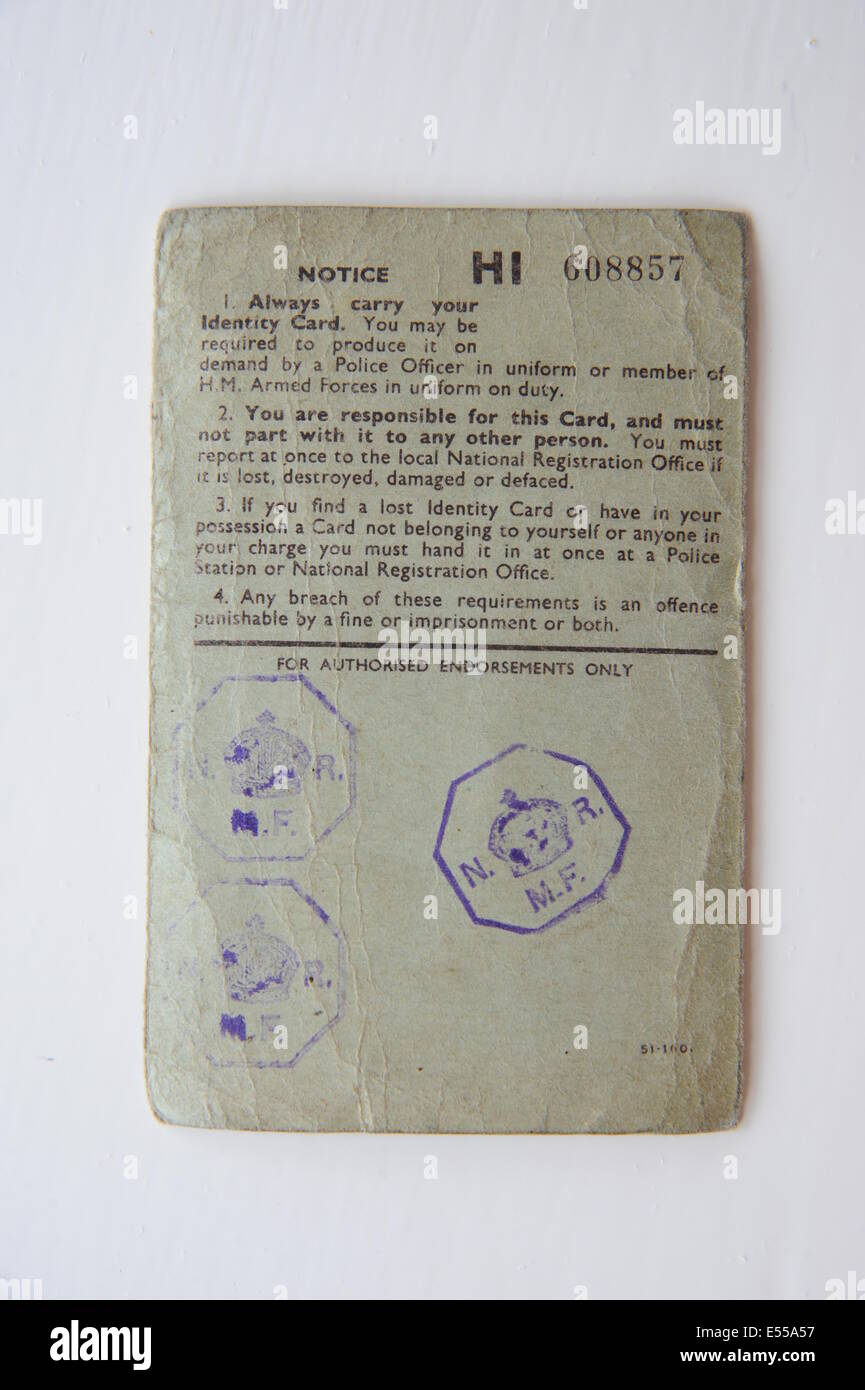 NOTICE HI 608857
1. Always carry your
Identity Card. You may be
required to produce it on
demand by a Police Officer in uniform or member of
H.M. Armed Forces in uniform on duty.
2. You are responsible for this Card, and must
not part with it to any other person. You must
report at once to the local National Registration Office if
it is lost, destroyed, damaged or defaced.
3. If you find a lost Identity Card or have in your
possession a Card not belonging to yourself or anyone in
your charge you must hand it in at once at a Police
Station or National Registration Office.
4. Any breach of these requirements is an offence
punishable by a fine or imprisonment or both.
FOR AUTHORISED ENDORSEMENTS ONLY
N. R.
M.F.
N. R.
M.F.
N. R.
M.F.
alamy
alamy
a alamy
Image ID: E55A57
www.alamy.com